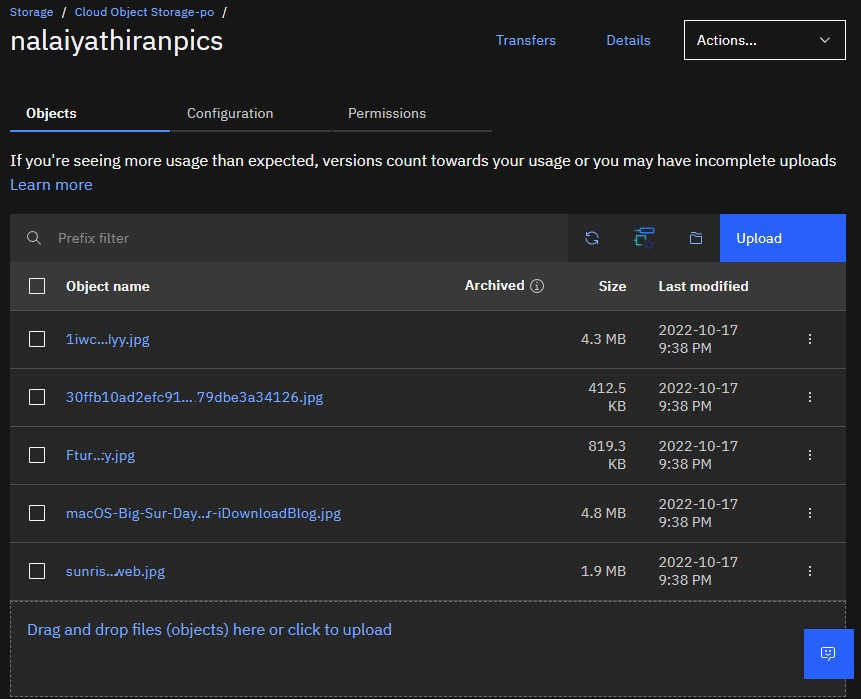 Storage / Cloud Object Storage-po /
nalaiyathiranpics
Transfers
Details
Actions...
Objects
Configuration
Permissions
If you're seeing more usage than expected, versions count towards your usage or you may have incomplete uploads
Learn more
Prefix filter
Upload
Object name
Archived
Size
Last modified
1iwc...lyy.jpg
4.3 MB
2022-10-17
9:38 PM
30ffb10ad2efc91...79dbe3a34126.jpg
412.5
KB
2022-10-17
9:38 PM
Ftur...y.jpg
819.3
KB
2022-10-17
9:38 PM
macOS-Big-Sur-Day...r-iDownloadBlog.jpg
4.8 MB
2022-10-17
9:38 PM
sunris...web.jpg
1.9 MB
2022-10-17
9:38 PM
Drag and drop files (objects) here or click to upload